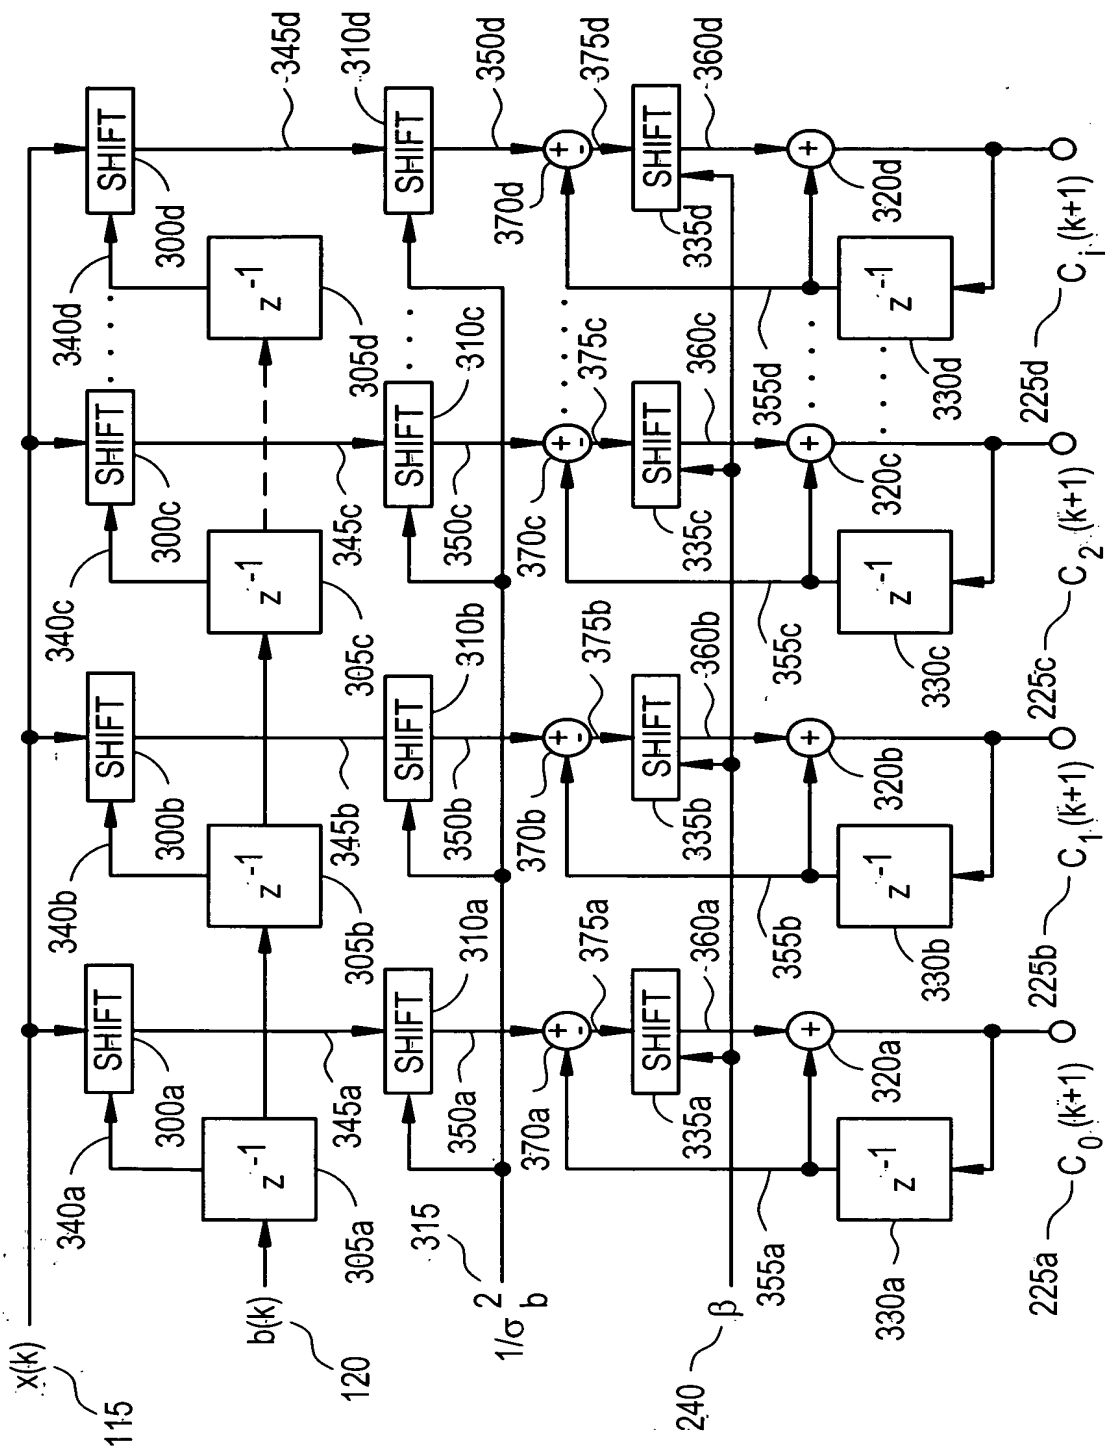 x(k)
115
340a
SHIFT
300a
340b
SHIFT
300b
340c
SHIFT
300c
340d
SHIFT
300d
b(k)
120
z-1
305a
345a
z-1
305b
345b
z-1
305c
345c
z-1
305d
345d
315
1/σ 2 b
SHIFT
310a
350a
SHIFT
310b
350b
SHIFT
310c
350c
SHIFT
310d
350d
+
-
370a
375a
+
-
370b
375b
+
-
370c
375c
+
-
370d
375d
240
β
SHIFT
335a
360a
SHIFT
335b
360b
SHIFT
335c
360c
SHIFT
335d
360d
355a
+
320a
355b
+
320b
355c
+
320c
355d
+
320d
z-1
330a
z-1
330b
z-1
330c
z-1
330d
225a C0 (k+1)
225b C1 (k+1)
225c C2 (k+1)
225d Ci (k+1)